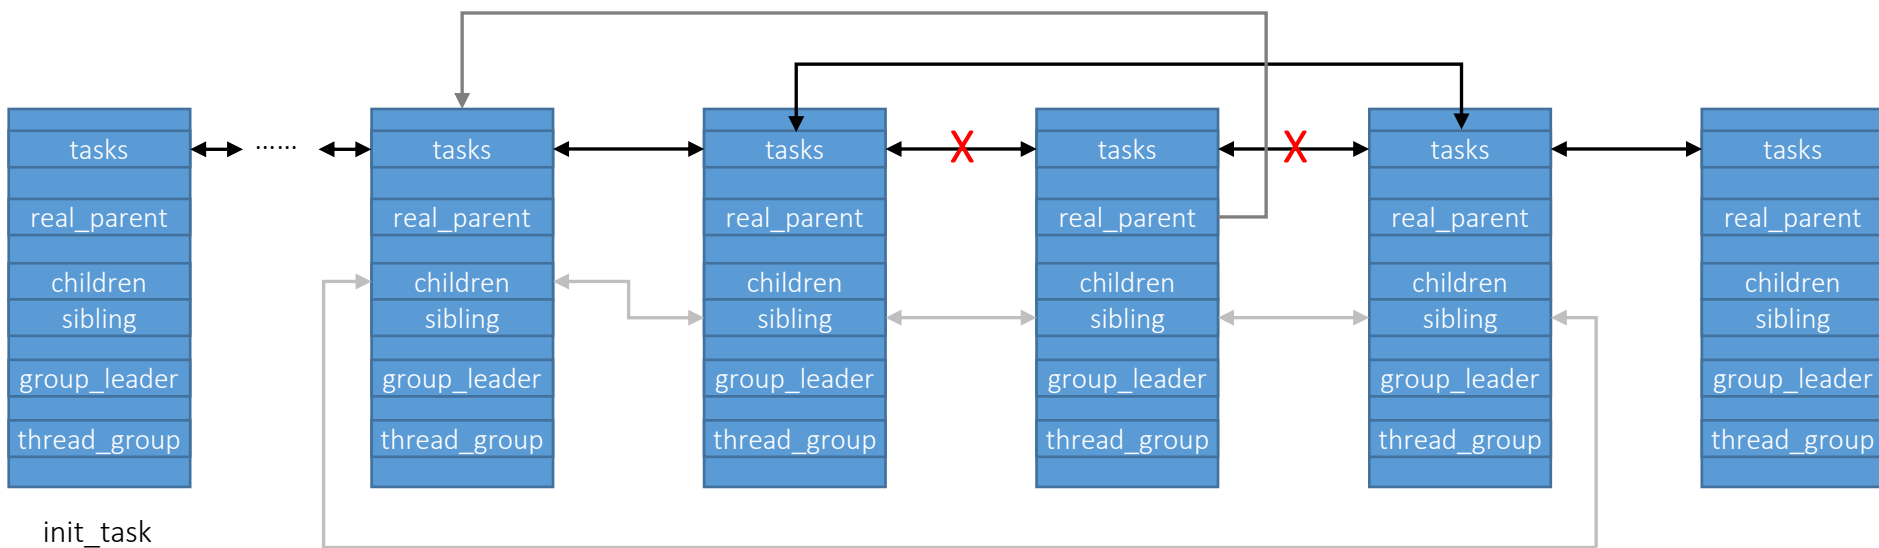 tasks
real_parent
children
sibling
group_leader
thread_group
init_task
......
tasks
real_parent
children
sibling
group_leader
thread_group
tasks
real_parent
children
sibling
group_leader
thread_group
X
tasks
real_parent
children
sibling
group_leader
thread_group
X
tasks
real_parent
children
sibling
group_leader
thread_group
tasks
real_parent
children
sibling
group_leader
thread_group